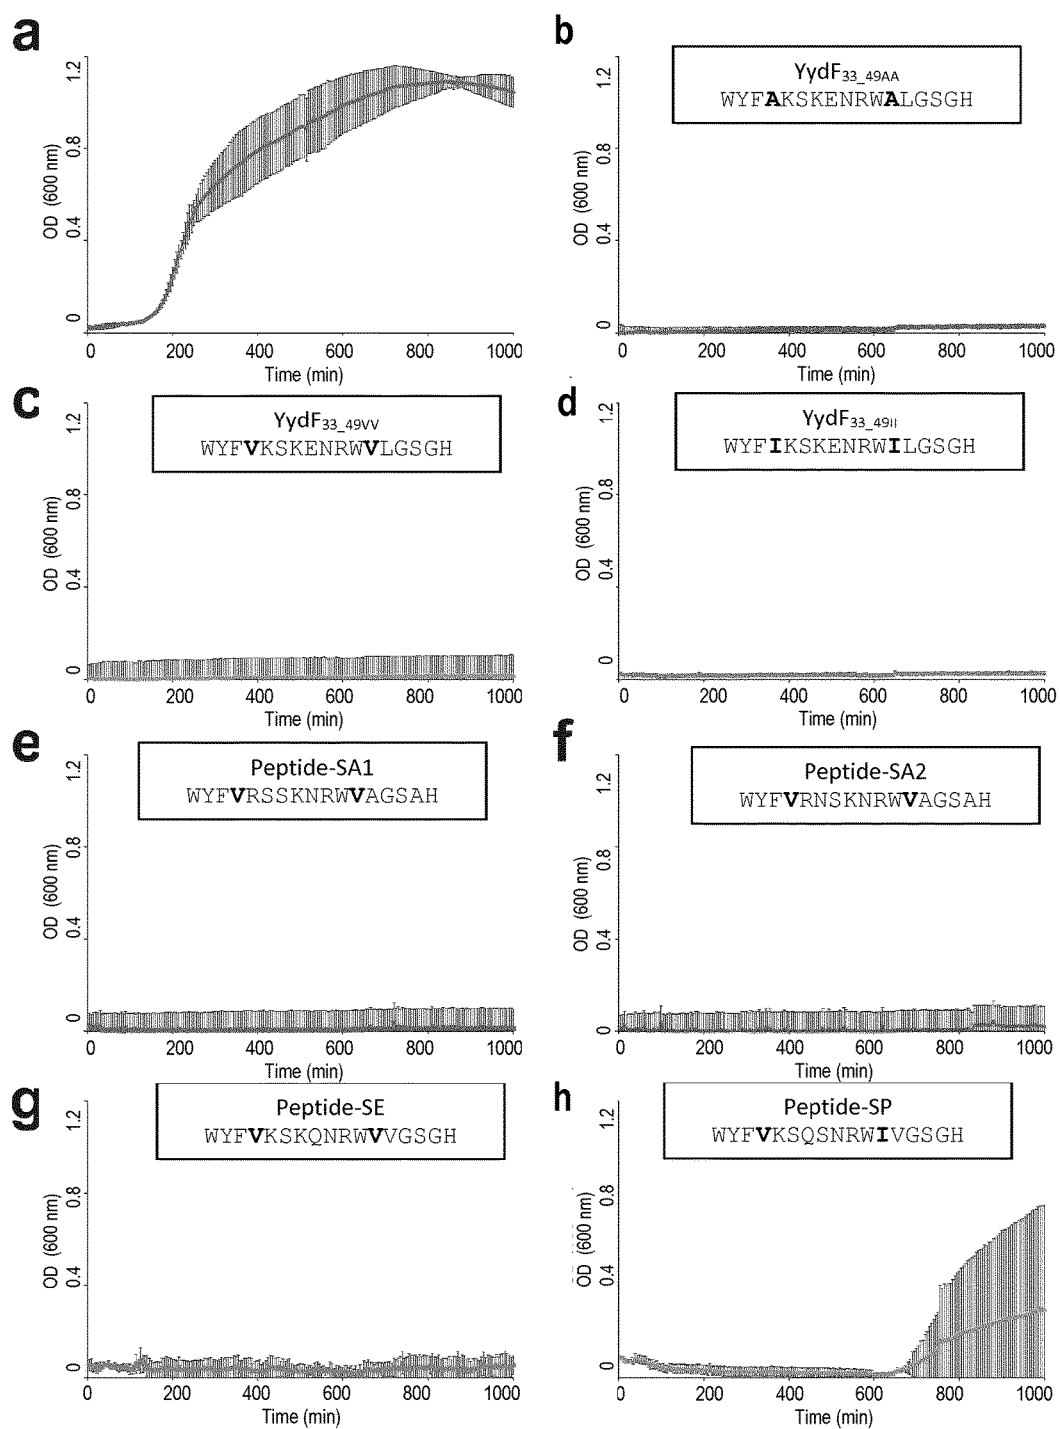 a
1.2
0.8
0.4
0
OD (600 nm)
0 200 400 600 800 1000
Time (min)
b
YydF33_49AA
WYFAKSKENRWALGSGH
1.2
0.8
0.4
0
OD (600 nm)
0 200 400 600 800 1000
Time (min)
c
YydF33_49VV
WYFVKSKENRWVLGSGH
1.2
0.8
0.4
0
OD (600 nm)
0 200 400 600 800 1000
Time (min)
d
YydF33_49II
WYFIKSKENRWILGSGH
1.2
0.8
0.4
0
OD (600 nm)
0 200 400 600 800 1000
Time (min)
e
Peptide-SA1
WYFVRSSKNRWVAGSAH
1.2
0.8
0.4
0
OD (600 nm)
0 200 400 600 800 1000
Time (min)
f
Peptide-SA2
WYFVRNSKNRWVAGSAH
1.2
0.8
0.4
0
OD (600 nm)
0 200 400 600 800 1000
Time (min)
g
Peptide-SE
WYFVKSKQNRWVVGSGH
1.2
0.8
0.4
0
OD (600 nm)
0 200 400 600 800 1000
Time (min)
h
Peptide-SP
WYFVKSQSNRWIVGSGH
1.2
0.8
0.4
0
OD (600 nm)
0 200 400 600 800 1000
Time (min)